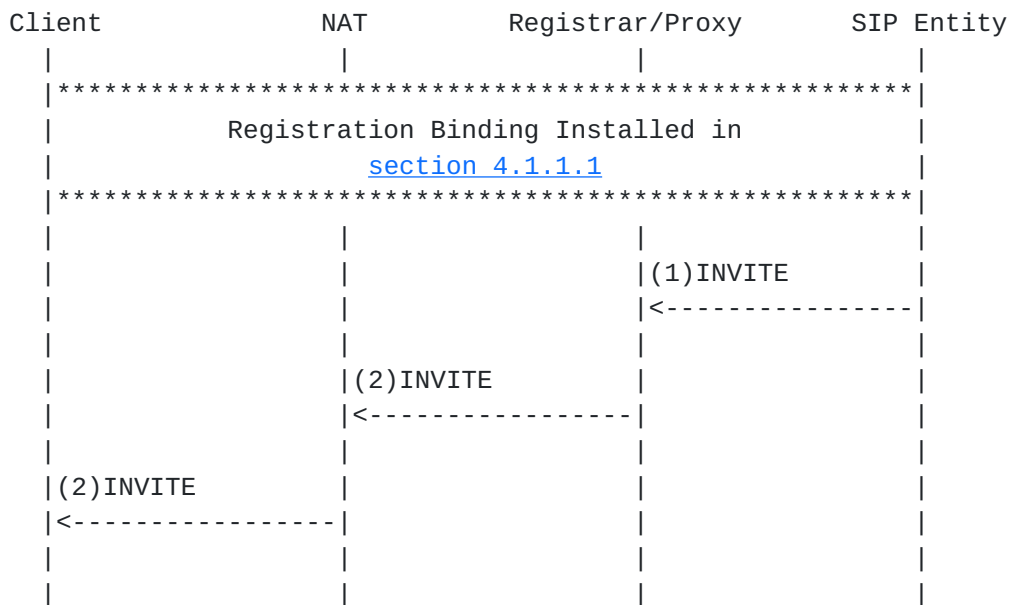 Client NAT Registrar/Proxy SIP Entity
| | | |
|*******************************************************|
| Registration Binding Installed in |
| section 4.1.1.1 |
|*******************************************************|
| | | |
| | |(1)INVITE |
| | |<----------------|
| | | |
| |(2)INVITE | |
| |<-----------------| |
| | | |
|(2)INVITE | | |
|<-----------------| | |
| | | |
| | | |